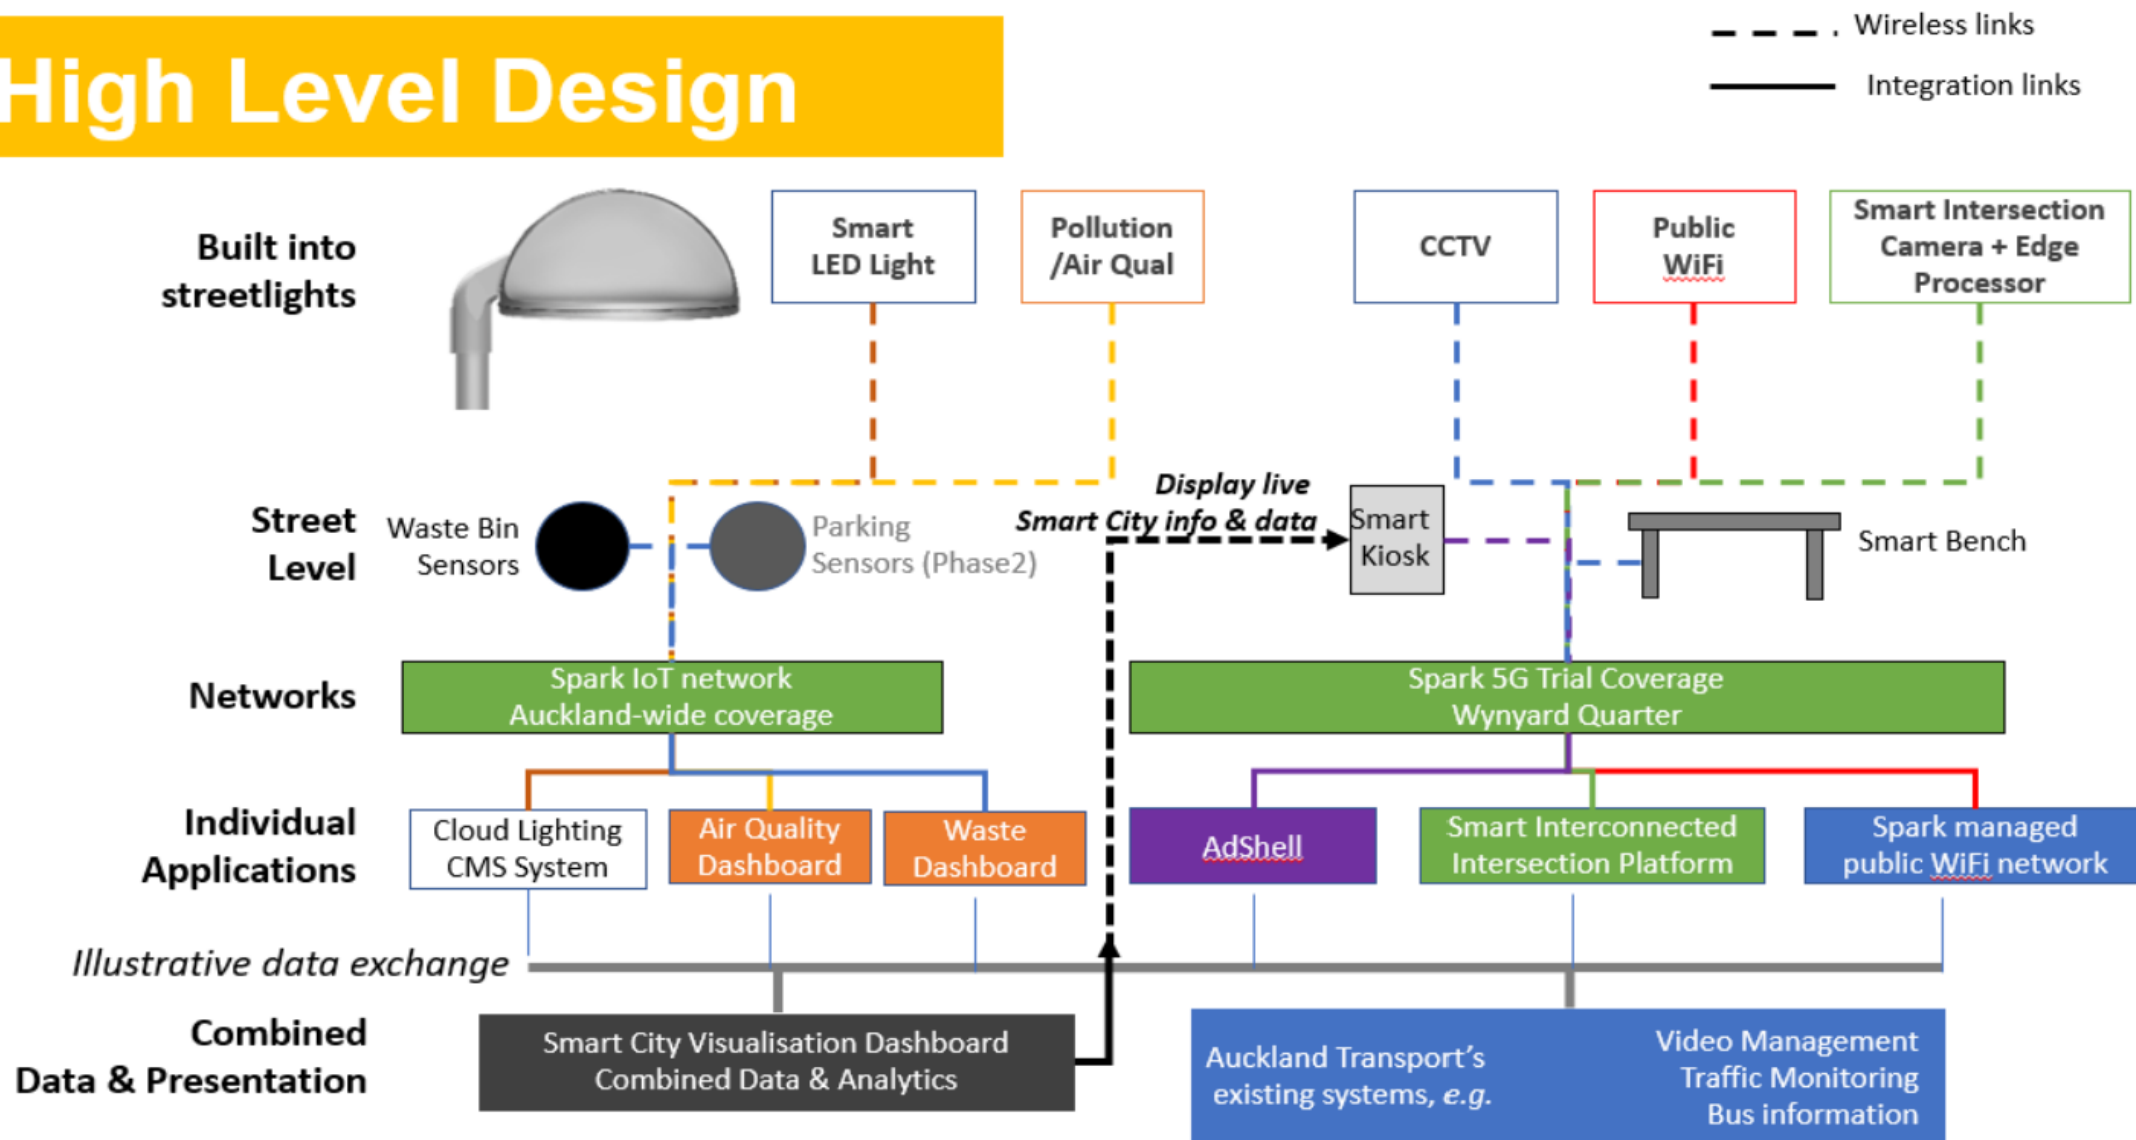 High Level Design
Wireless links
Integration links
Built into
streetlights
Smart
LED Light
Pollution
/Air Qual
CCTV
Public
WiFi
Smart Intersection
Camera + Edge
Processor
Street
Level
Waste Bin
Sensors
Parking
Sensors (Phase2)
Display live
Smart City info & data
Smart
Kiosk
Smart Bench
Networks
Spark IoT network
Auckland-wide coverage
Spark 5G Trial Coverage
Wynyard Quarter
Individual
Applications
Cloud Lighting
CMS System
Air Quality
Dashboard
Waste
Dashboard
AdShell
Smart Interconnected
Intersection Platform
Spark managed
public WiFi network
Illustrative data exchange
Combined
Data & Presentation
Smart City Visualisation Dashboard
Combined Data & Analytics
Auckland Transport's
existing systems, e.g.
Video Management
Traffic Monitoring
Bus information